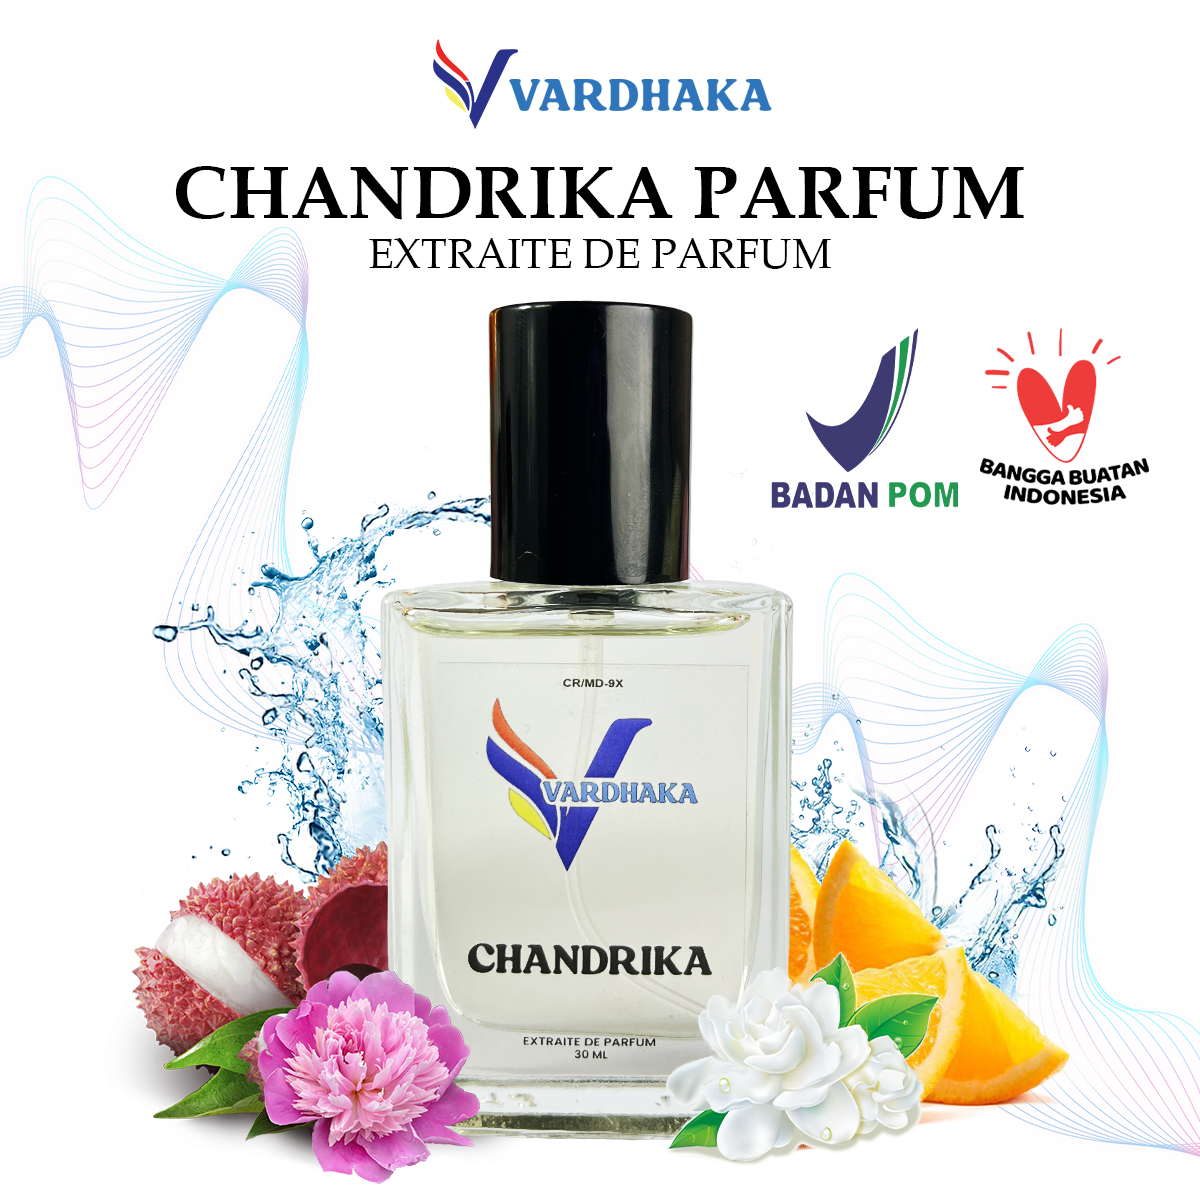 VARDHAKA
CHANDRIKA PARFUM
EXTRAITE DE PARFUM
BADAN POM
BANGGA BUATAN
INDONESIA
CR/MD-9X
VARDHAKA
CHANDRIKA
EXTRAITE DE PARFUM
30 ML